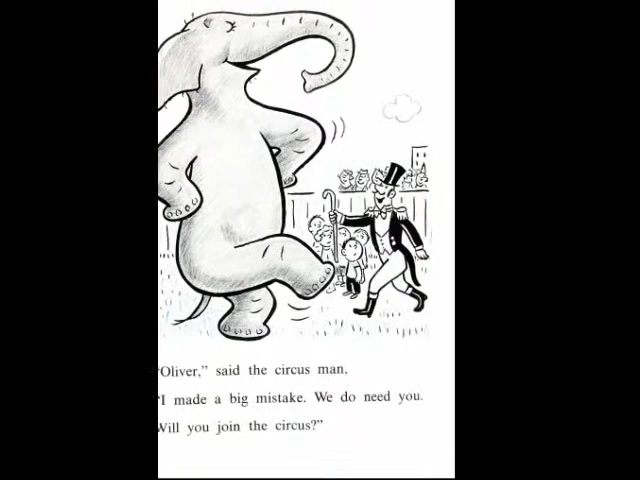 “Oliver,” said the circus man,
“I made a big mistake. We do need you.
Will you join the circus?”